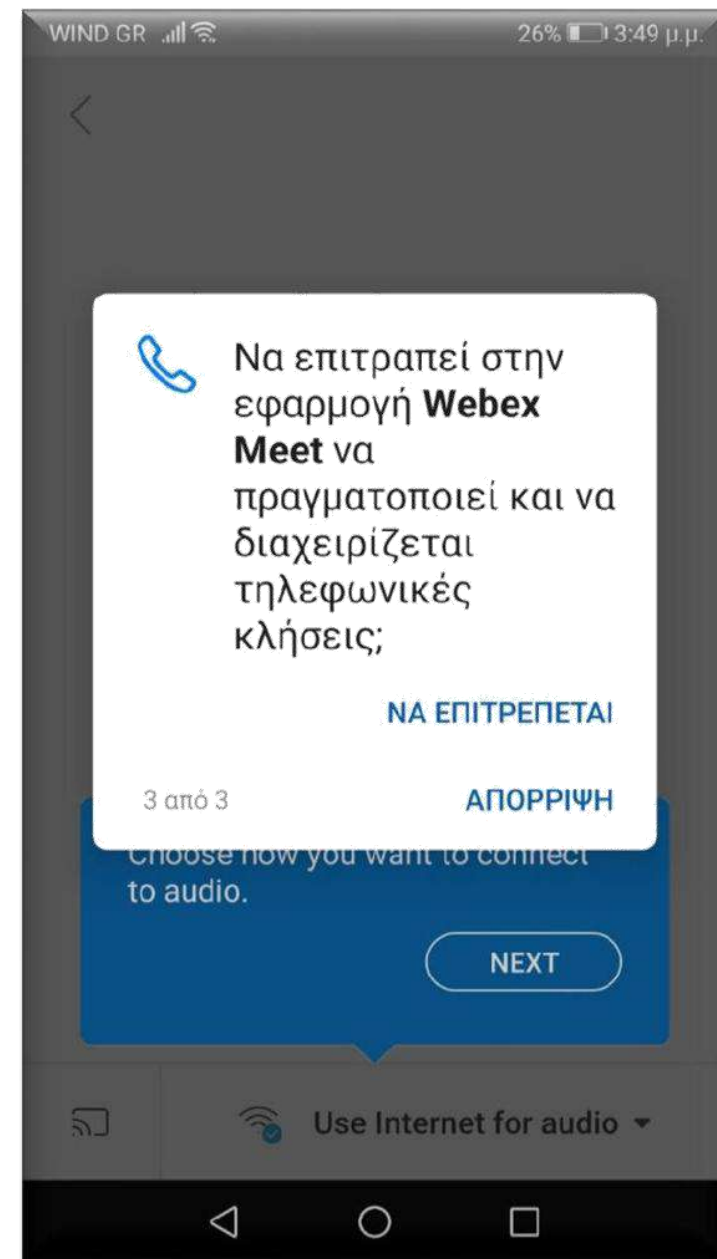 WIND GR 26% 3:49 μ.μ.
Να επιτραπεί στην
εφαρμογή Webex
Meet να
πραγματοποιεί και να
διαχειρίζεται
τηλεφωνικές
κλήσεις;
ΝΑ ΕΠΙΤΡΕΠΕΤΑΙ
3 από 3 ΑΠΟΡΡΙΨΗ
Choose how you want to connect
to audio.
NEXT
Use Internet for audio